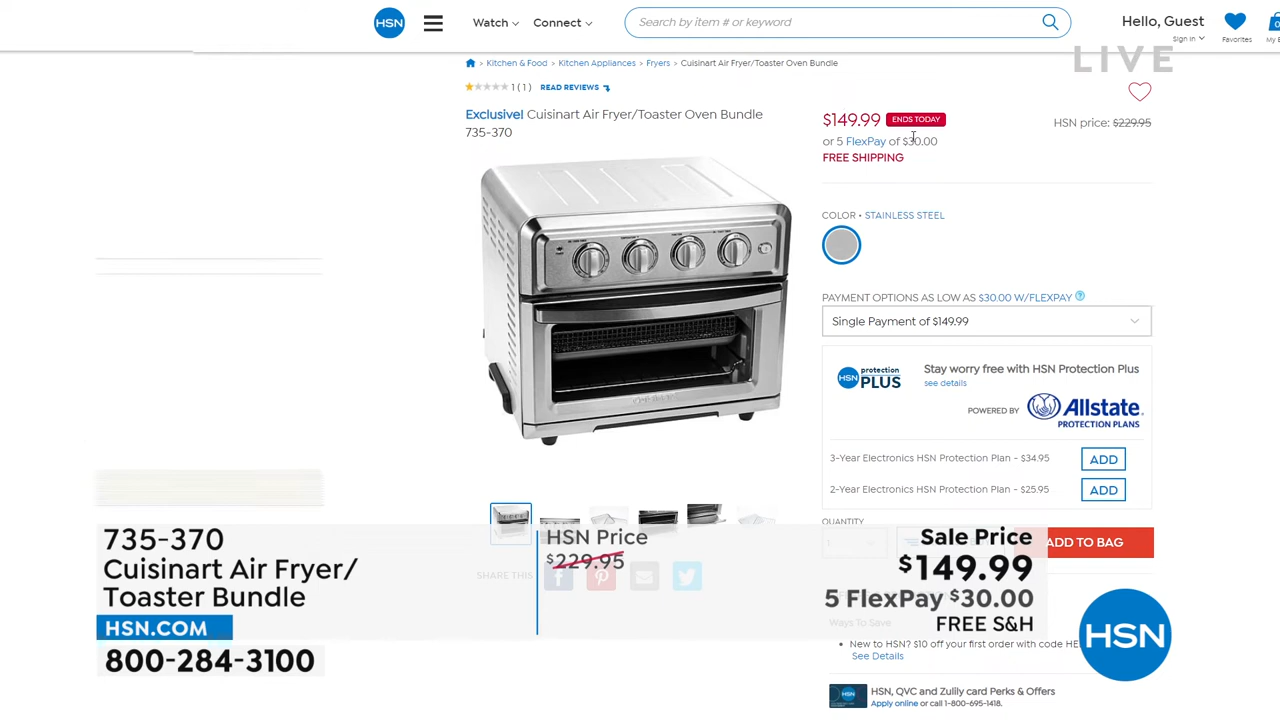 HSN
Watch
Connect
Search by item # or keyword
Hello, Guest
Sign In
Favorites
LIVE
> Kitchen & Food > Kitchen Appliances > Fryers > Cuisinart Air Fryer/Toaster Oven Bundle
1 ( 1 ) READ REVIEWS
Exclusive! Cuisinart Air Fryer/Toaster Oven Bundle
735-370
$149.99 ENDS TODAY
HSN price: $229.95
or 5 FlexPay of $30.00
FREE SHIPPING
COLOR • STAINLESS STEEL
PAYMENT OPTIONS AS LOW AS $30.00 W/FLEXPAY
Single Payment of $149.99
HSN protection PLUS
Stay worry free with HSN Protection Plus
see details
POWERED BY Allstate.
PROTECTION PLANS
3-Year Electronics HSN Protection Plan - $34.95 ADD
2-Year Electronics HSN Protection Plan - $25.95 ADD
QUANTITY
1
ADD TO BAG
SHARE THIS
735-370
Cuisinart Air Fryer/
Toaster Bundle
HSN.COM
800-284-3100
HSN Price
$229.95
Sale Price
$149.99
5 FlexPay $30.00
FREE S&H
HSN
Ways To Save
• New to HSN? $10 off your first order with code
See Details
HSN, QVC and Zulily card Perks & Offers
Apply online or call 1-800-695-1418.